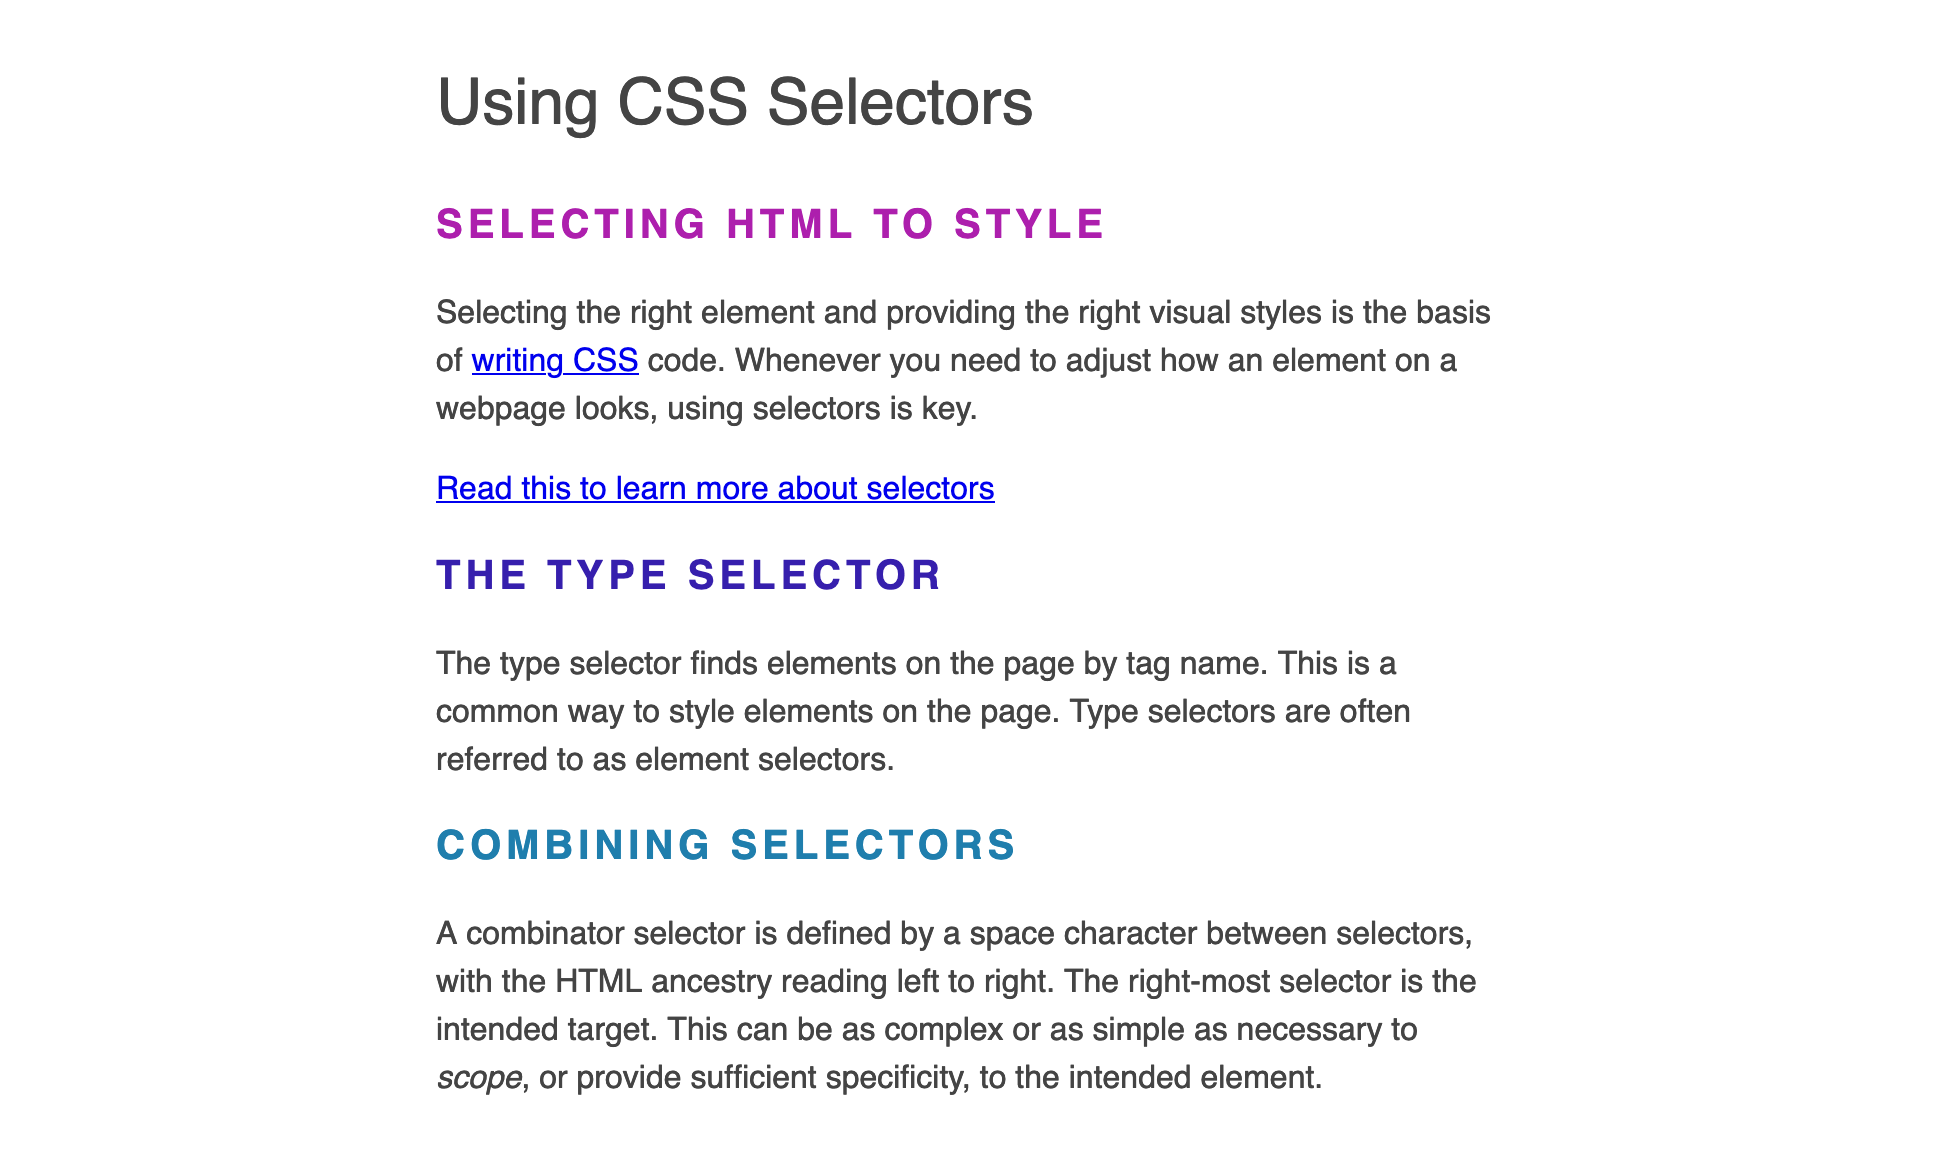 Using CSS Selectors
SELECTING HTML TO STYLE
Selecting the right element and providing the right visual styles is the basis
of writing CSS code. Whenever you need to adjust how an element on a
webpage looks, using selectors is key.
Read this to learn more about selectors
THE TYPE SELECTOR
The type selector finds elements on the page by tag name. This is a
common way to style elements on the page. Type selectors are often
referred to as element selectors.
COMBINING SELECTORS
A combinator selector is defined by a space character between selectors,
with the HTML ancestry reading left to right. The right-most selector is the
intended target. This can be as complex or as simple as necessary to
scope, or provide sufficient specificity, to the intended element.